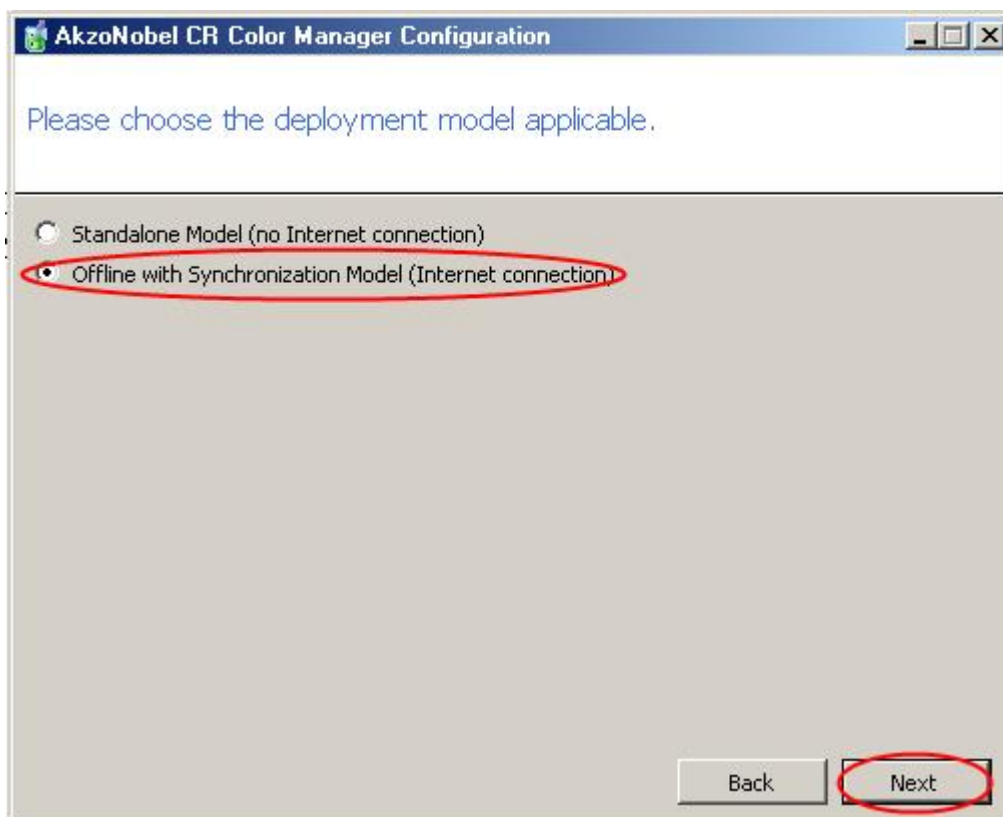 AkzoNobel CR Color Manager Configuration
Please choose the deployment model applicable.
Standalone Model (no Internet connection)
Offline with Synchronization Model (Internet connection)
Back
Next